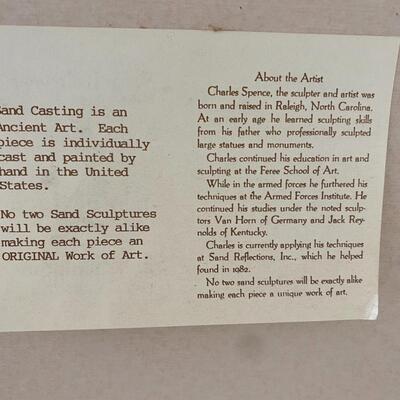 Sand Casting is an
Ancient Art. Each
piece is individually
cast and painted by
hand in the United
States.
No two Sand Sculptures
will be exactly alike
making each piece an
ORIGINAL Work of Art.
About the Artist
Charles Spence, the sculpter and artist was
born and raised in Raleigh, North Carolina.
At an early age he learned sculpting skills
from his father who professionally sculpted
large statues and monuments.
Charles continued his education in art and
sculpting at the Feree School of Art.
While in the armed forces he furthered his
techniques at the Armed Forces Institute. He
continued his studies under the noted sculp-
tors Van Horn of Germany and Jack Rey-
nolds of Kentucky.
Charles is currently applying his techniques
at Sand Reflections, Inc., which he helped
found in 1982.
No two sand sculptures will be exactly alike
making each piece a unique work of art.